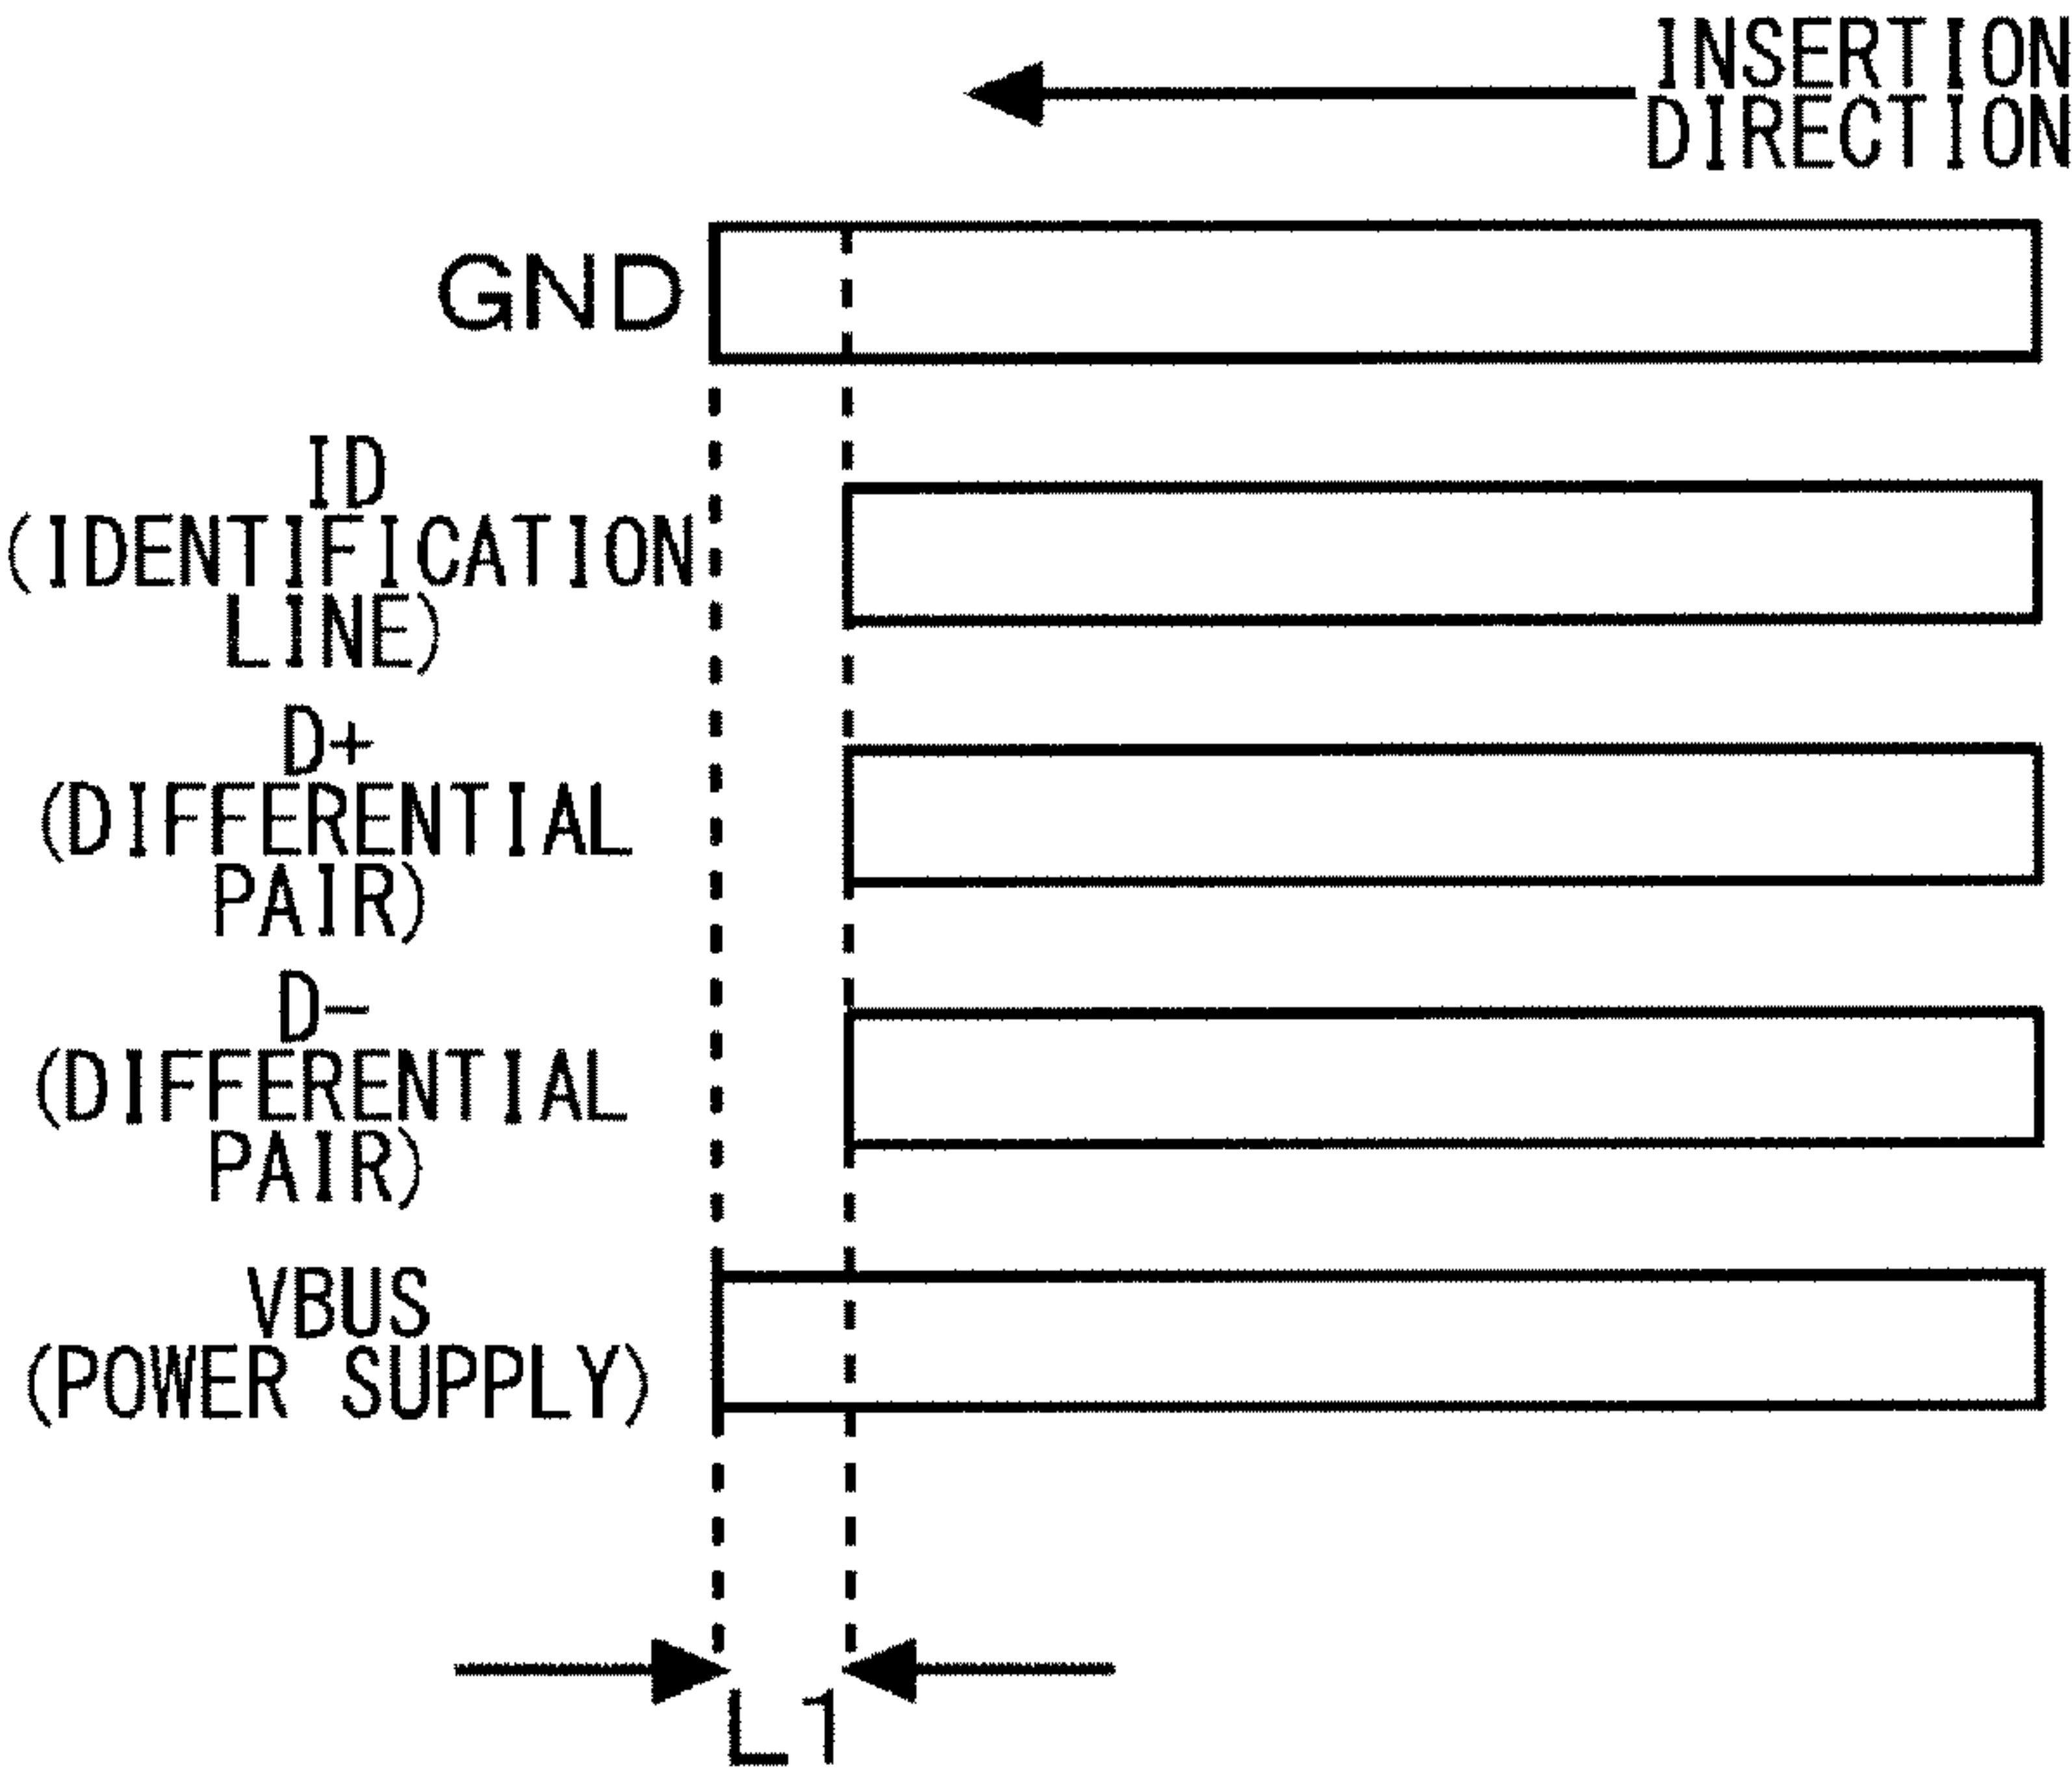 INSERTION
DIRECTION
GND
ID
(IDENTIFICATION
LINE)
D+
(DIFFERENTIAL
PAIR)
D-
(DIFFERENTIAL
PAIR)
VBUS
(POWER SUPPLY)
L1